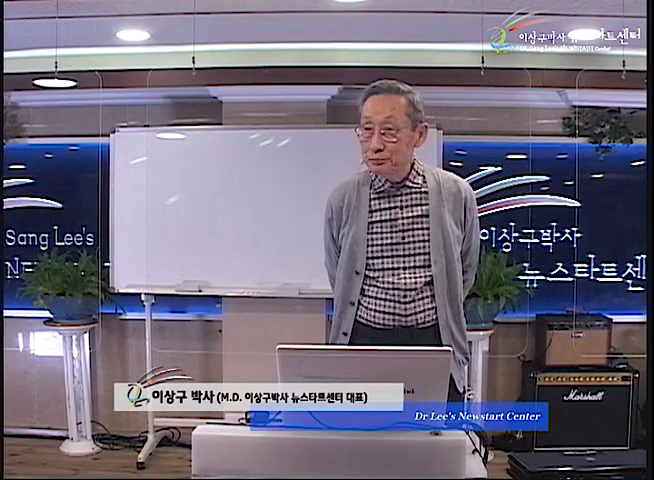 이상구박사 뉴스타트센터
Sang Lee's
이상구박사
뉴스타트센
Marshall
이상구 박사 (M.D. 이상구박사 뉴스타트센터 대표)
Dr Lee's Newstart Center